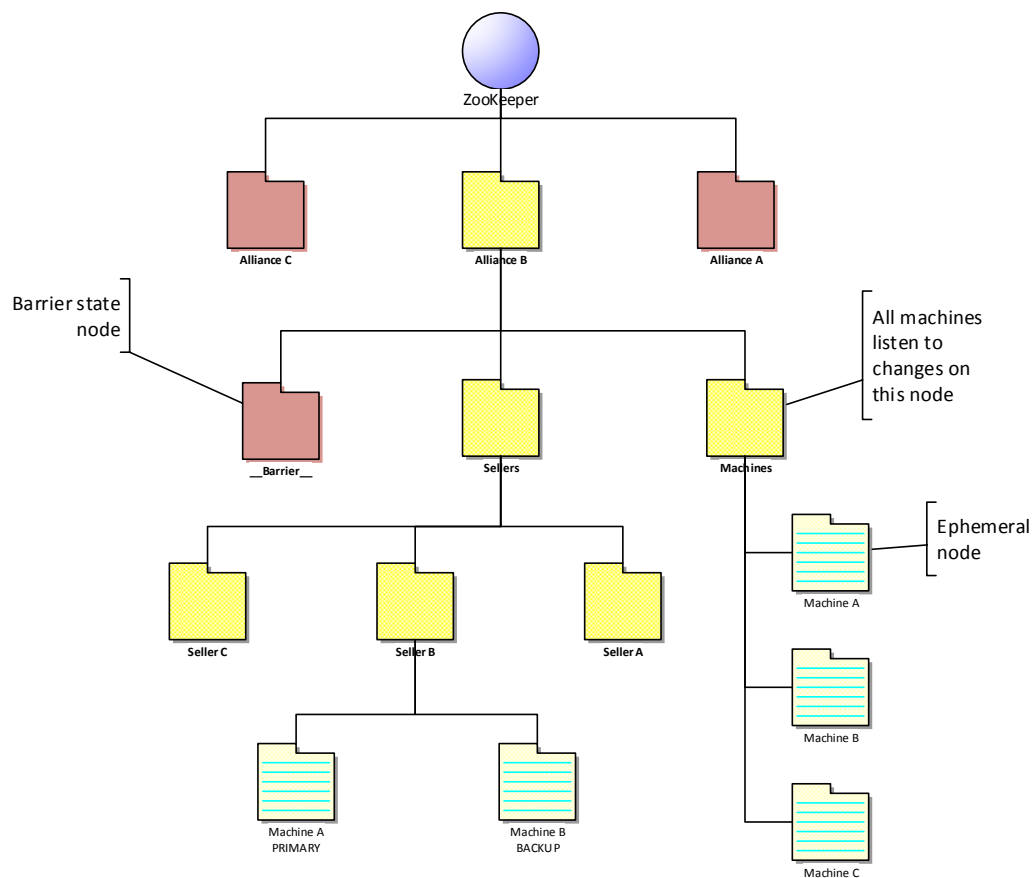 ZooKeeper
Alliance C
Alliance B
Alliance A
Barrier state
node
All machines
listen to
changes on
this node
__Barrier__
Sellers
Machines
Ephemeral
node
Machine A
Seller C
Seller B
Seller A
Machine B
Machine A
PRIMARY
Machine B
BACKUP
Machine C